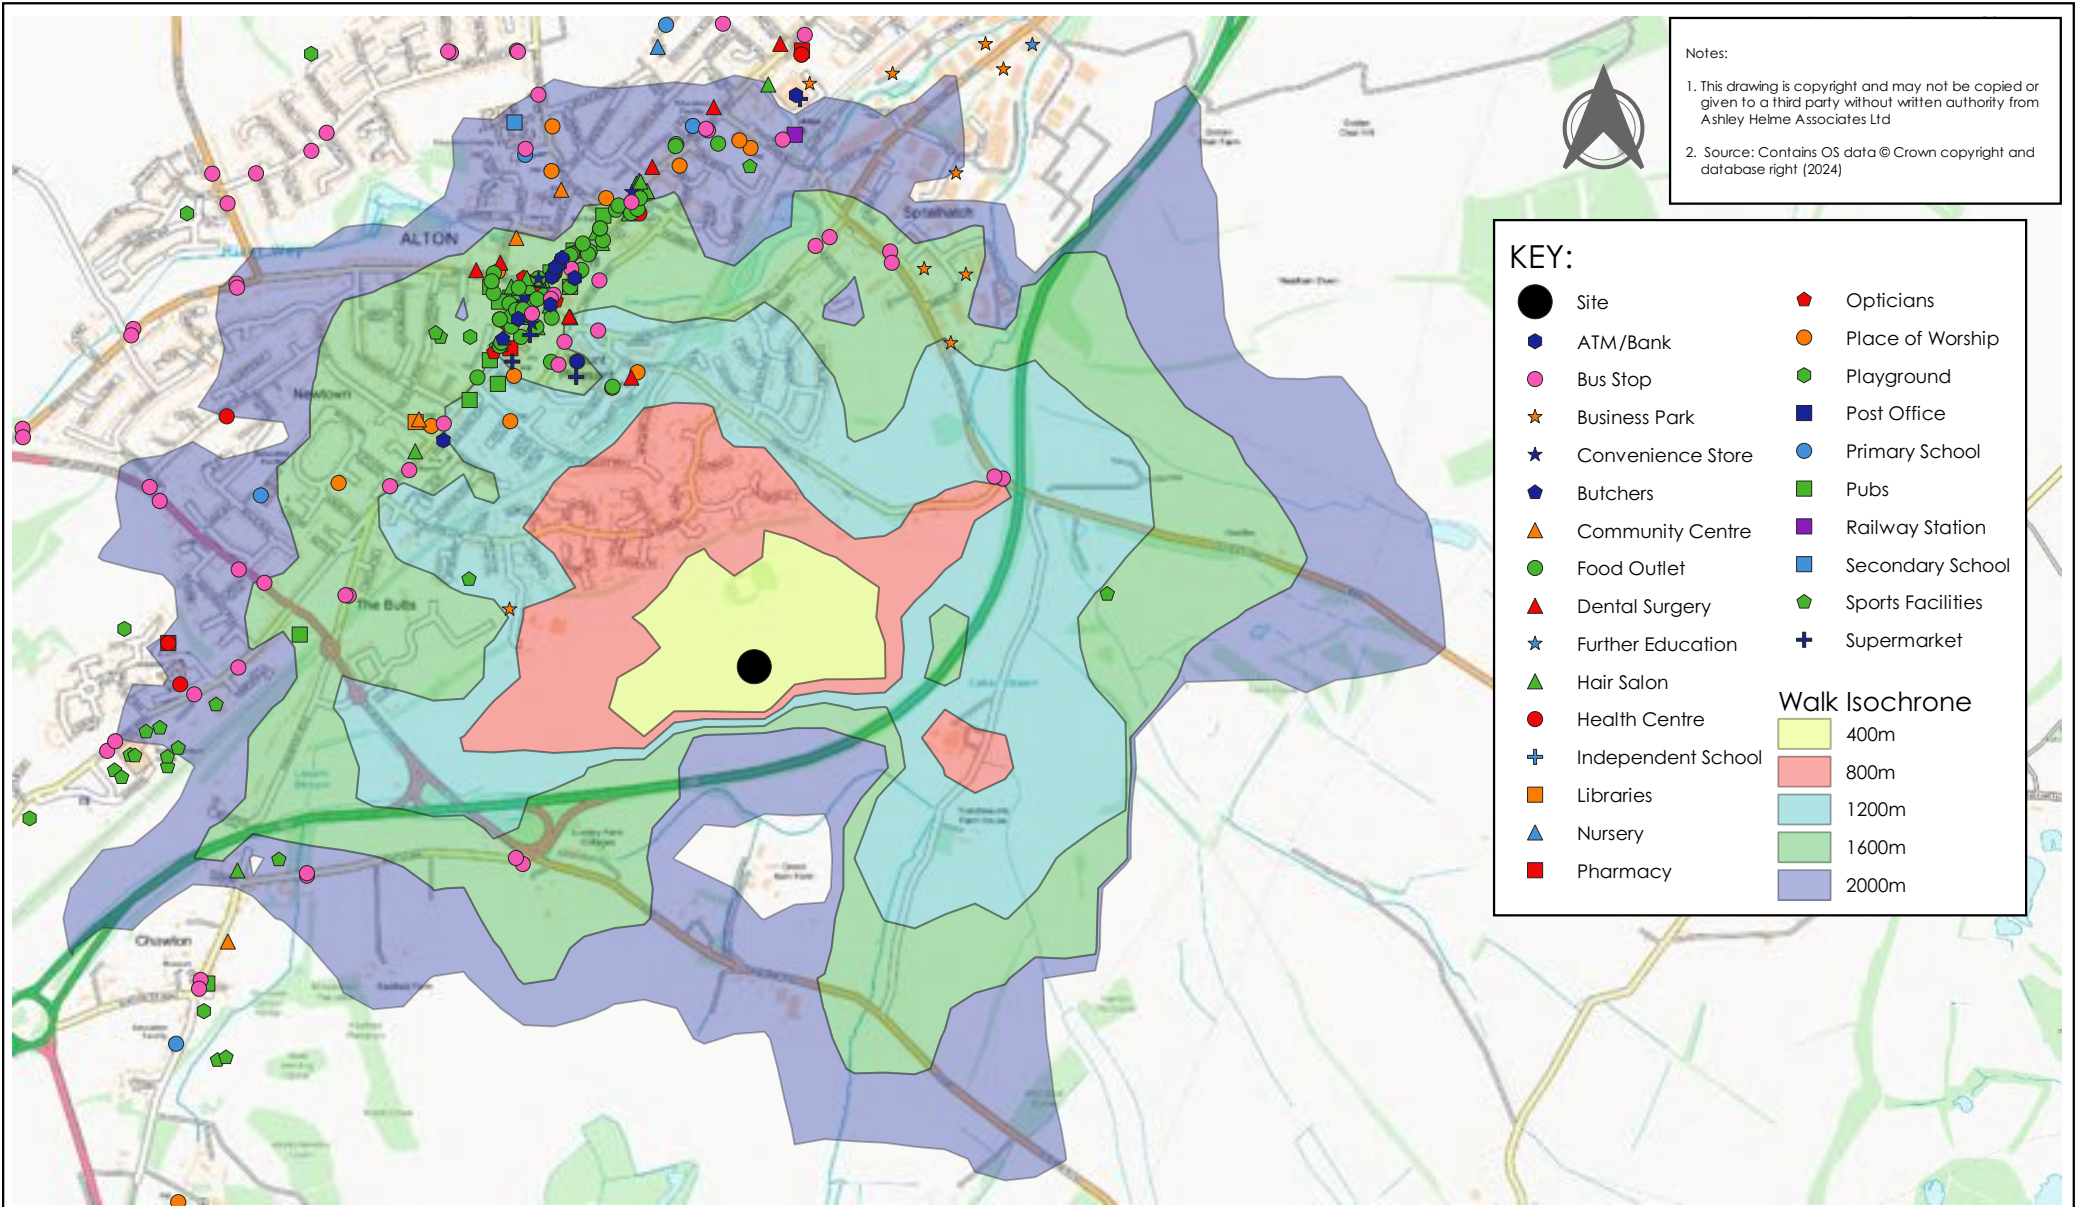 Notes:
1. This drawing is copyright and may not be copied or
given to a third party without written authority from
Ashley Helme Associates Ltd
2. Source: Contains OS data © Crown copyright and
database right (2024)
KEY:
Site
ATM/Bank
Bus Stop
Business Park
Convenience Store
Butchers
Community Centre
Food Outlet
Dental Surgery
Further Education
Hair Salon
Health Centre
Independent School
Libraries
Nursery
Pharmacy
Opticians
Place of Worship
Playground
Post Office
Primary School
Pubs
Railway Station
Secondary School
Sports Facilities
Supermarket
Walk Isochrone
400m
800m
1200m
1600m
2000m
ALTON
River Wey
Spitalhatch
Newtown
The Butts
Chawton